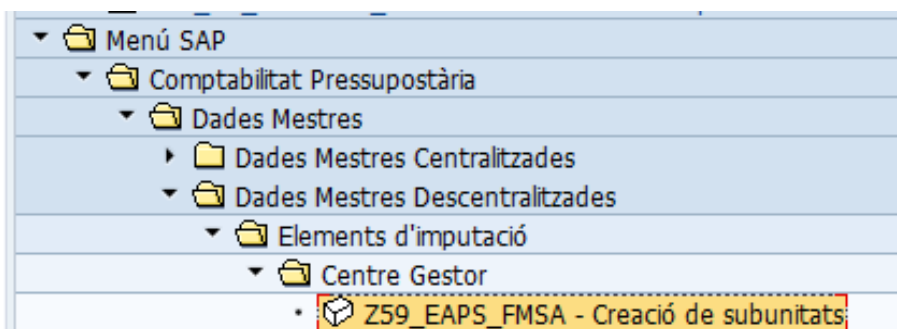 Menú SAP
Comptabilitat Pressupostària
Dades Mestres
Dades Mestres Centralitzades
Dades Mestres Descentralitzades
Elements d'imputació
Centre Gestor
Z59_EAPS_FMSA - Creació de subunitats